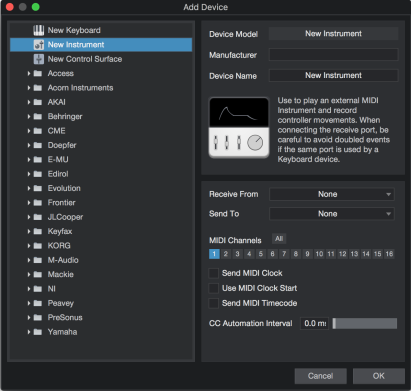 Add Device
New Keyboard
New Instrument
New Control Surface
Access
Acorn Instruments
AKAI
Behringer
CME
Doepfer
E-MU
Edirol
Evolution
Frontier
JLCooper
Keyfax
KORG
M-Audio
Mackie
NI
Peavey
PreSonus
Yamaha
Device Model New Instrument
Manufacturer
Device Name New Instrument
Use to play an external MIDI
Instrument and record
controller movements. When
connecting the receive port, be
careful to avoid doubled events
if the same port is used by a
Keyboard device.
Receive From None
Send To None
MIDI Channels All
1 2 3 4 5 6 7 8 9 10 11 12 13 14 15 16
Send MIDI Clock
Use MIDI Clock Start
Send MIDI Timecode
CC Automation Interval 0.0 m
Cancel OK